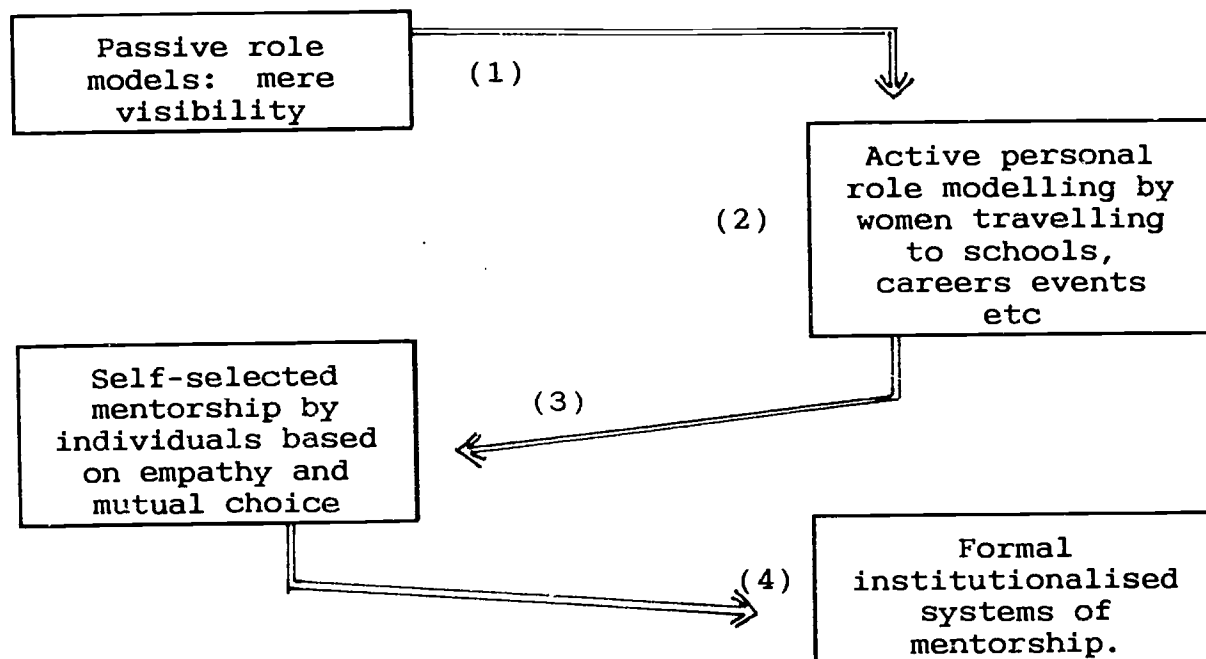 Passive role
models: mere
visibility
(1)
Active personal
role modelling by
women travelling
to schools,
careers events
etc
(2)
Self-selected
mentorship by
individuals based
on empathy and
mutual choice
(3)
(4)
Formal
institutionalised
systems of
mentorship.